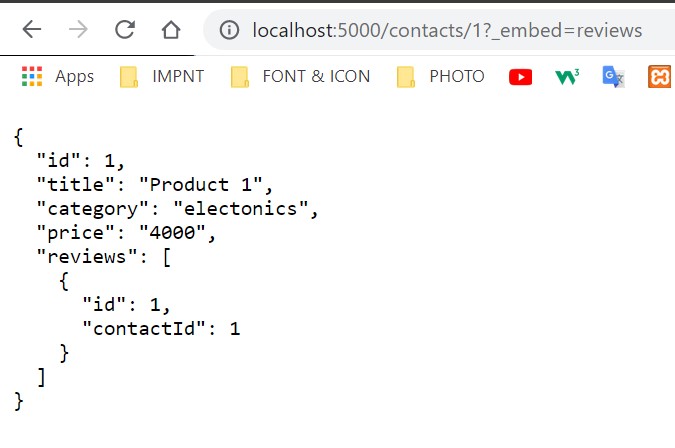 localhost:5000/contacts/1?_embed=reviews
Apps IMPNT FONT & ICON PHOTO W3 G
{
  "id": 1,
  "title": "Product 1",
  "category": "electonics",
  "price": "4000",
  "reviews": [
    {
      "id": 1,
      "contactId": 1
    }
  ]
}